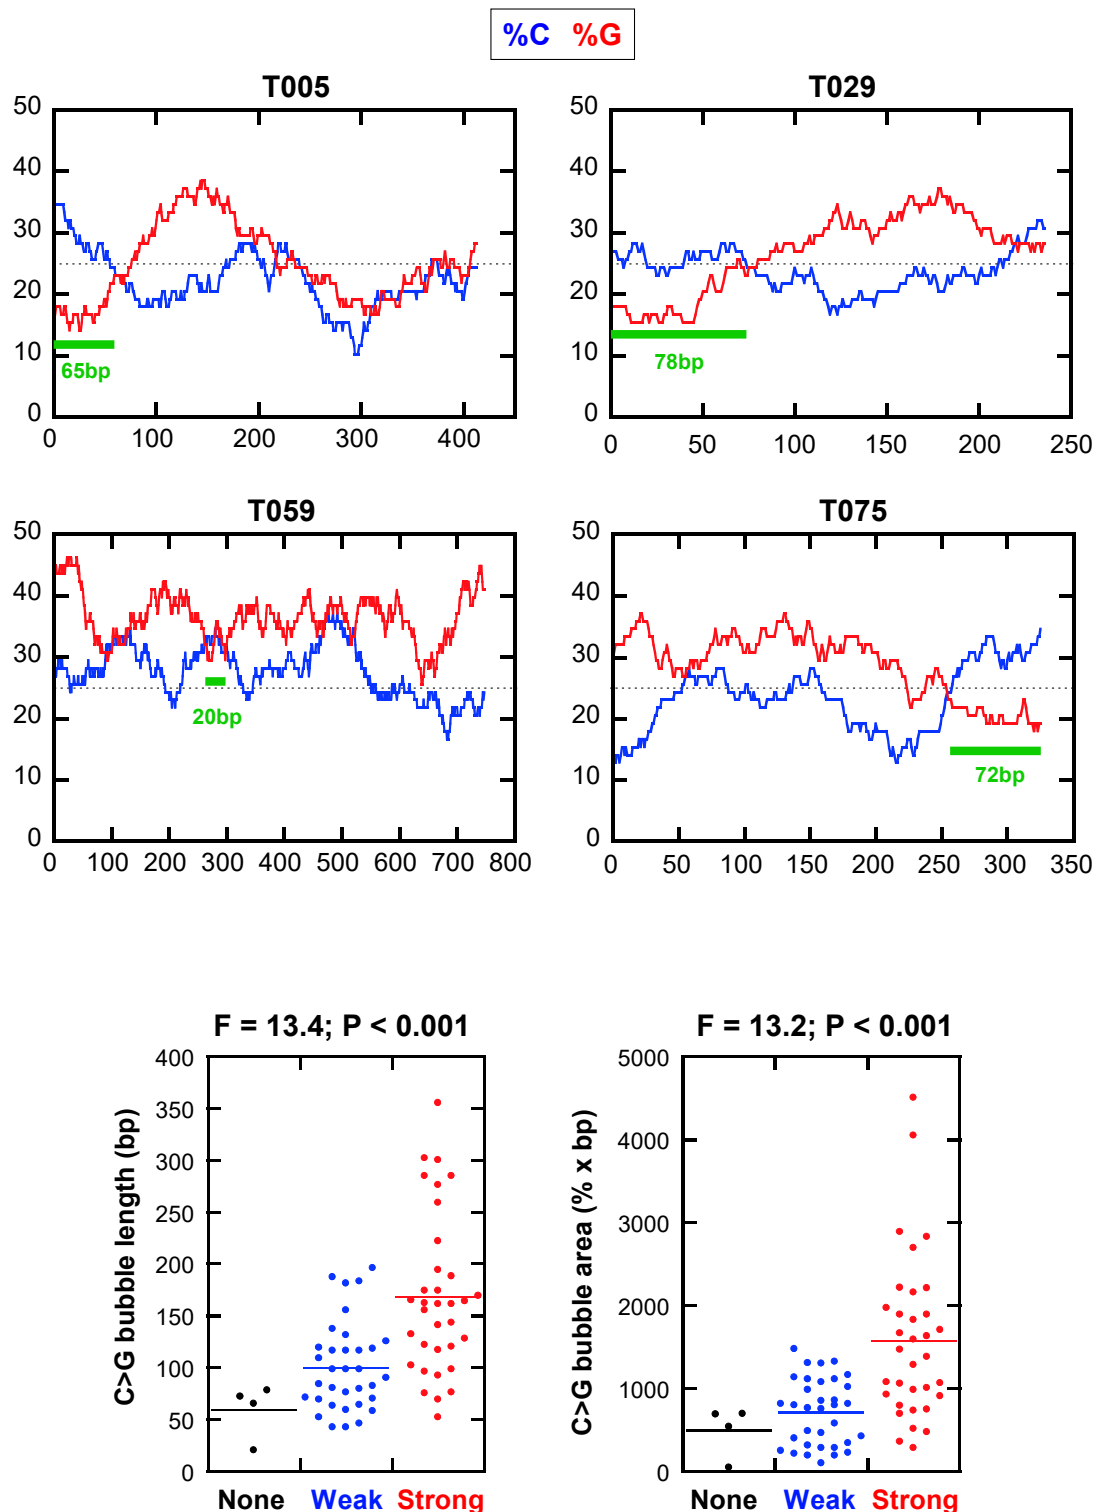 %C %G
T005
50
40
30
20
10
0
65bp
0 100 200 300 400
T029
50
40
30
20
10
0
78bp
0 50 100 150 200 250
T059
50
40
30
20
10
0
20bp
0 100 200 300 400 500 600 700 800
T075
50
40
30
20
10
0
72bp
0 50 100 150 200 250 300 350
F = 13.4; P < 0.001
C>G bubble length (bp)
400
350
300
250
200
150
100
50
0
None Weak Strong
F = 13.2; P < 0.001
C>G bubble area (% x bp)
5000
4000
3000
2000
1000
0
None Weak Strong